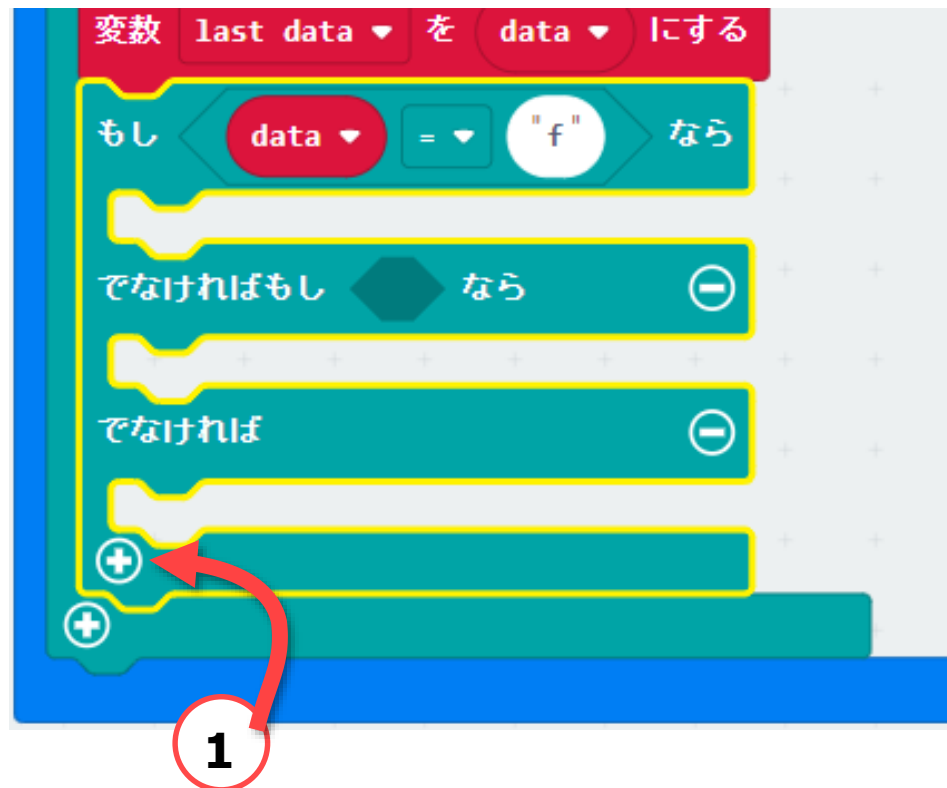 変数 last data を data にする
もし data = "f" なら
でなければもし なら
でなければ
1